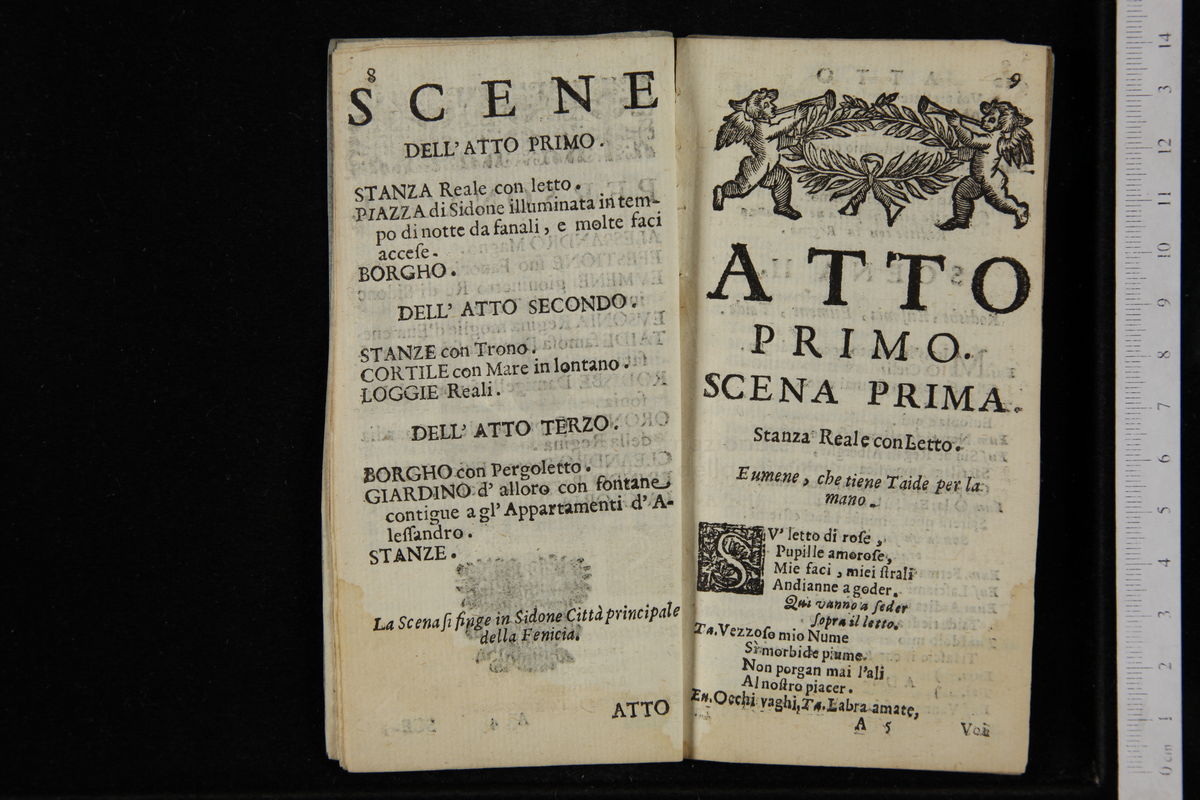 8
SCENE
DELL' ATTO PRIMO.
STANZA Reale con letto.
PIAZZA di Sidone illuminata in tem-
po di notte da fanali, e molte faci
acceſe.
BORGHO.
DELL' ATTO SECONDO.
STANZE con Trono.
CORTILE con Mare in lontano.
LOGGIE Reali.
DELL' ATTO TERZO.
BORGHO con Pergoletto.
GIARDINO d' alloro con fontane
contigue a gl' Appartamenti d' A-
leſſandro.
STANZE.
La Scena ſi finge in Sidone Città principale
della Fenicia.
ATTO
9
ATTO
PRIMO.
SCENA PRIMA.
Stanza Reale con Letto.
Eumene, che tiene Taide per la
mano.
SV' letto di roſe,
Pupille amoroſe,
Mie faci, miei ſtrali
Andianne a goder.
Qui vanno a ſeder
ſopra il letto.
Ta. Vezzoſo mio Nume
Sì morbide piume.
Non porgan mai l'ali
Al noſtro piacer.
En. Occhi vaghi, Ta. Labra amate,
A 5